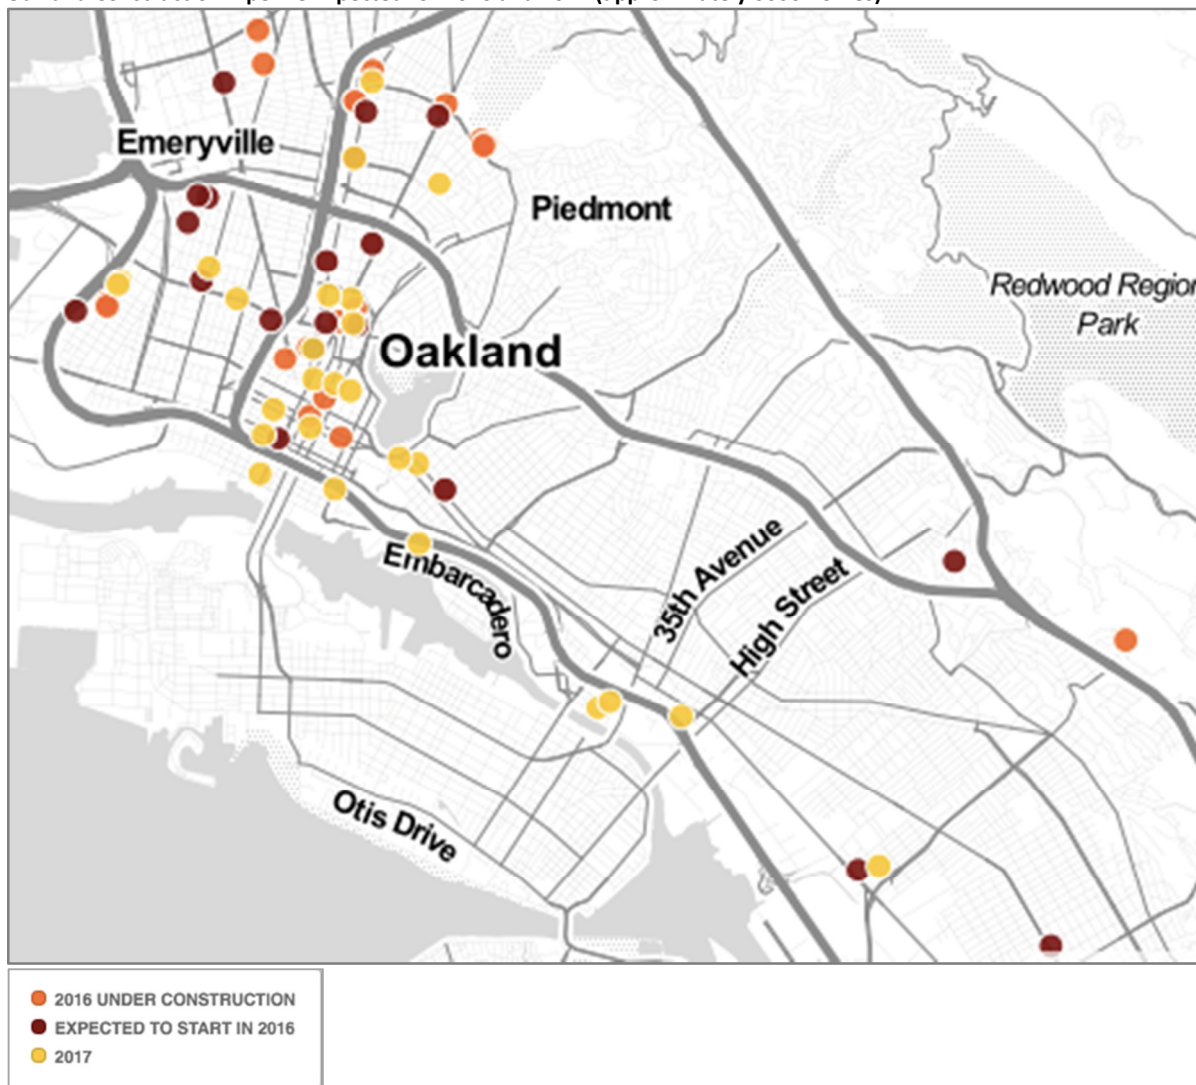 Emeryville
Piedmont
Redwood Region
Park
Oakland
35th Avenue
High Street
Embarcadero
Otis Drive
2016 UNDER CONSTRUCTION
EXPECTED TO START IN 2016
2017